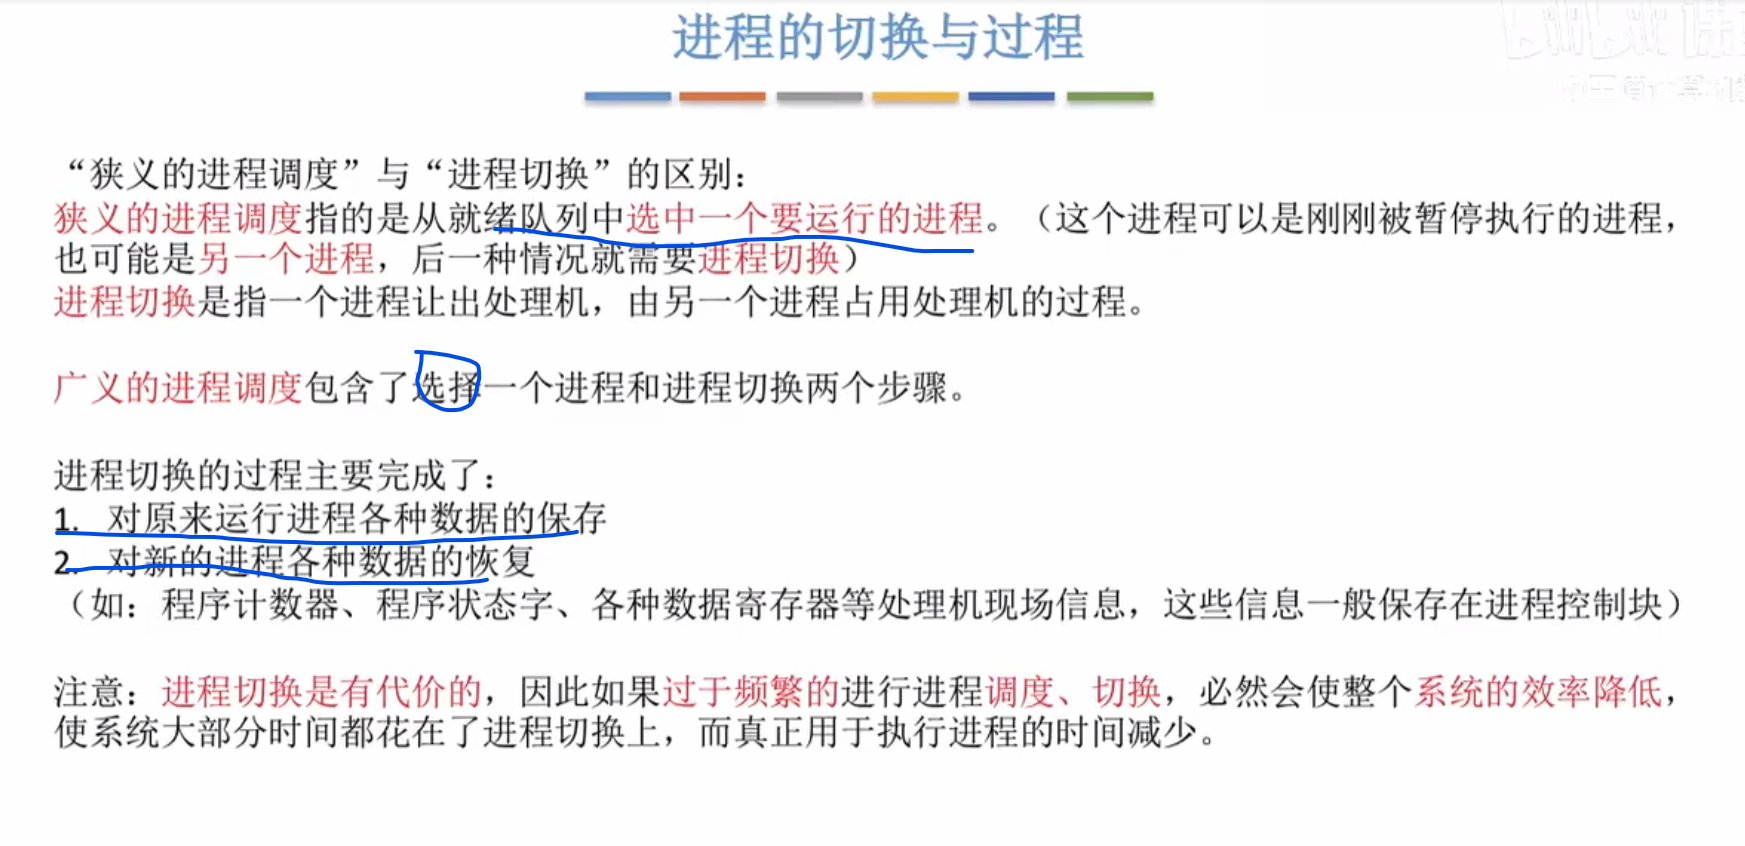 进程的切换与过程
“狭义的进程调度”与“进程切换”的区别：
狭义的进程调度指的是从就绪队列中选中一个要运行的进程。（这个进程可以是刚刚被暂停执行的进程，
也可能是另一个进程，后一种情况就需要进程切换）
进程切换是指一个进程让出处理机，由另一个进程占用处理机的过程。
广义的进程调度包含了选择一个进程和进程切换两个步骤。
进程切换的过程主要完成了：
1. 对原来运行进程各种数据的保存
2. 对新的进程各种数据的恢复
（如：程序计数器、程序状态字、各种数据寄存器等处理机现场信息，这些信息一般保存在进程控制块）
注意：进程切换是有代价的，因此如果过于频繁的进行进程调度、切换，必然会使整个系统的效率降低，
使系统大部分时间都花在了进程切换上，而真正用于执行进程的时间减少。